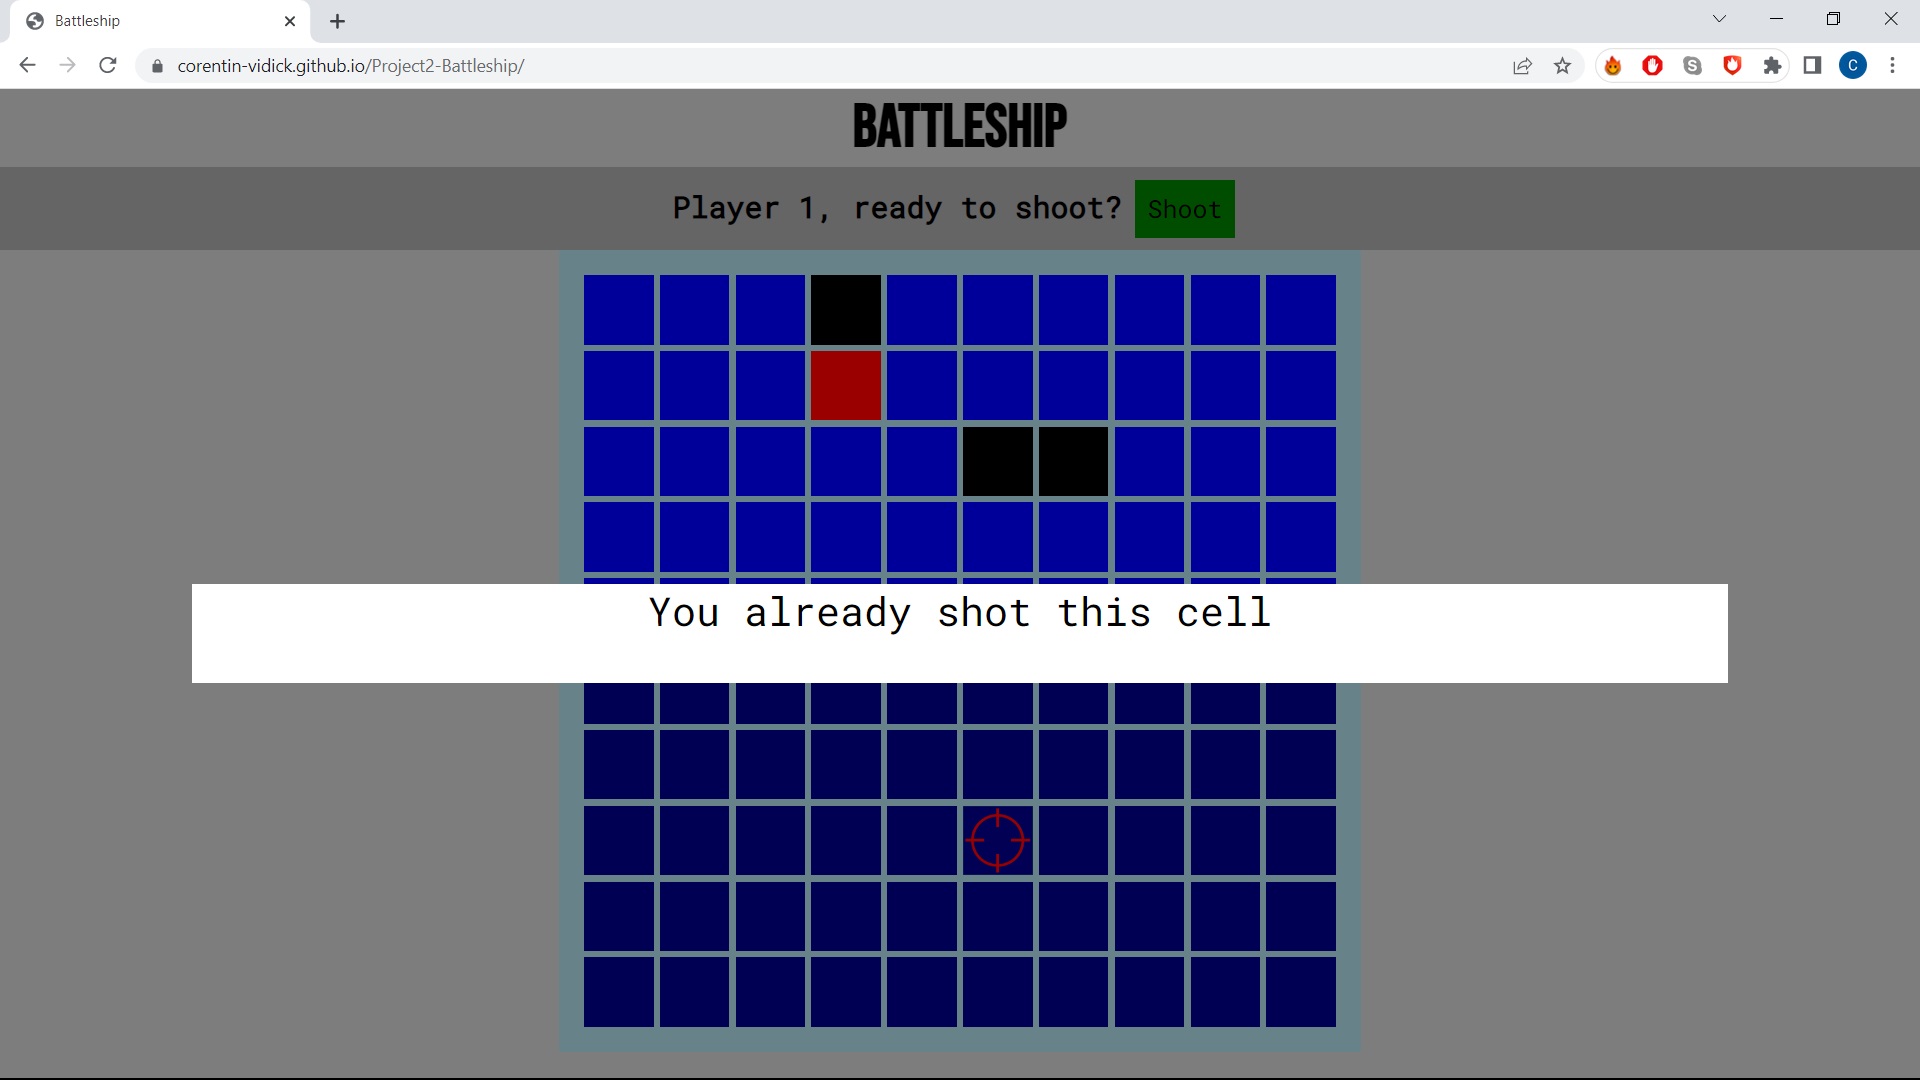 Battleship
corentin-vidick.github.io/Project2-Battleship/
C
BATTLESHIP
Player 1, ready to shoot? Shoot
You already shot this cell